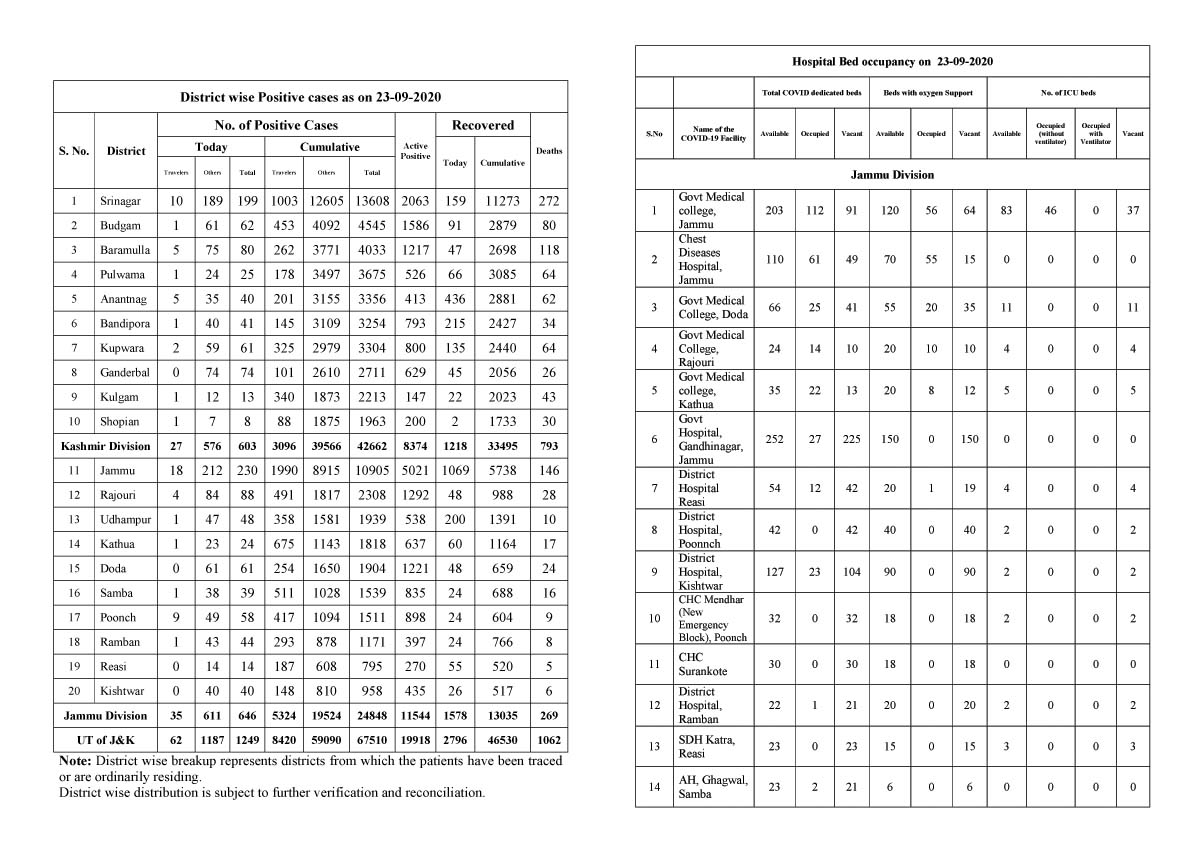 District wise Positive cases as on 23-09-2020
S. No. District No. of Positive Cases Active Positive Recovered Deaths
Today Cumulative Today Cumulative
Travelers Others Total Travelers Others Total
1 Srinagar 10 189 199 1003 12605 13608 2063 159 11273 272
2 Budgam 1 61 62 453 4092 4545 1586 91 2879 80
3 Baramulla 5 75 80 262 3771 4033 1217 47 2698 118
4 Pulwama 1 24 25 178 3497 3675 526 66 3085 64
5 Anantnag 5 35 40 201 3155 3356 413 436 2881 62
6 Bandipora 1 40 41 145 3109 3254 793 215 2427 34
7 Kupwara 2 59 61 325 2979 3304 800 135 2440 64
8 Ganderbal 0 74 74 101 2610 2711 629 45 2056 26
9 Kulgam 1 12 13 340 1873 2213 147 22 2023 43
10 Shopian 1 7 8 88 1875 1963 200 2 1733 30
Kashmir Division 27 576 603 3096 39566 42662 8374 1218 33495 793
11 Jammu 18 212 230 1990 8915 10905 5021 1069 5738 146
12 Rajouri 4 84 88 491 1817 2308 1292 48 988 28
13 Udhampur 1 47 48 358 1581 1939 538 200 1391 10
14 Kathua 1 23 24 675 1143 1818 637 60 1164 17
15 Doda 0 61 61 254 1650 1904 1221 48 659 24
16 Samba 1 38 39 511 1028 1539 835 24 688 16
17 Poonch 9 49 58 417 1094 1511 898 24 604 9
18 Ramban 1 43 44 293 878 1171 397 24 766 8
19 Reasi 0 14 14 187 608 795 270 55 520 5
20 Kishtwar 0 40 40 148 810 958 435 26 517 6
Jammu Division 35 611 646 5324 19524 24848 11544 1578 13035 269
UT of J&K 62 1187 1249 8420 59090 67510 19918 2796 46530 1062
Note: District wise breakup represents districts from which the patients have been traced
or are ordinarily residing.
District wise distribution is subject to further verification and reconciliation.
Hospital Bed occupancy on 23-09-2020
Total COVID dedicated beds Beds with oxygen Support No. of ICU beds
S.No Name of the COVID-19 Facility Available Occupied Vacant Available Occupied Vacant Available Occupied (without ventilator) Occupied with Ventilator Vacant
Jammu Division
1 Govt Medical college, Jammu 203 112 91 120 56 64 83 46 0 37
2 Chest Diseases Hospital, Jammu 110 61 49 70 55 15 0 0 0 0
3 Govt Medical College, Doda 66 25 41 55 20 35 11 0 0 11
4 Govt Medical College, Rajouri 24 14 10 20 10 10 4 0 0 4
5 Govt Medical college, Kathua 35 22 13 20 8 12 5 0 0 5
6 Govt Hospital, Gandhinagar, Jammu 252 27 225 150 0 150 0 0 0 0
7 District Hospital Reasi 54 12 42 20 1 19 4 0 0 4
8 District Hospital, Poonnch 42 0 42 40 0 40 2 0 0 2
9 District Hospital, Kishtwar 127 23 104 90 0 90 2 0 0 2
10 CHC Mendhar (New Emergency Block), Poonch 32 0 32 18 0 18 2 0 0 2
11 CHC Surankote 30 0 30 18 0 18 0 0 0 0
12 District Hospital, Ramban 22 1 21 20 0 20 2 0 0 2
13 SDH Katra, Reasi 23 0 23 15 0 15 3 0 0 3
14 AH, Ghagwal, Samba 23 2 21 6 0 6 0 0 0 0